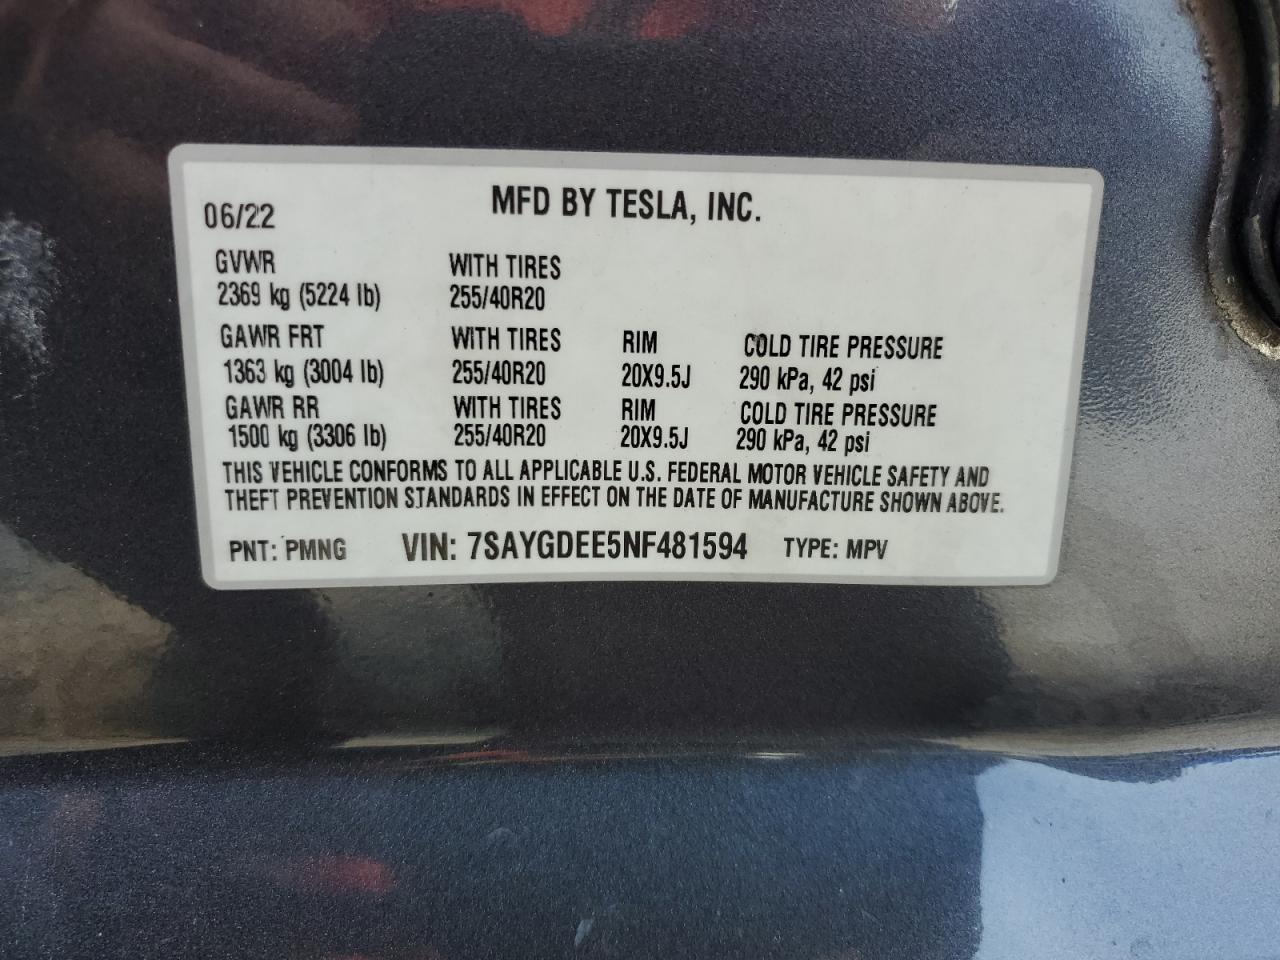 MFD BY TESLA, INC.
06/22
GVWR WITH TIRES
2369 kg (5224 lb) 255/40R20
GAWR FRT WITH TIRES RIM COLD TIRE PRESSURE
1363 kg (3004 lb) 255/40R20 20X9.5J 290 kPa, 42 psi
GAWR RR WITH TIRES RIM COLD TIRE PRESSURE
1500 kg (3306 lb) 255/40R20 20X9.5J 290 kPa, 42 psi
THIS VEHICLE CONFORMS TO ALL APPLICABLE U.S. FEDERAL MOTOR VEHICLE SAFETY AND
THEFT PREVENTION STANDARDS IN EFFECT ON THE DATE OF MANUFACTURE SHOWN ABOVE.
PNT: PMNG VIN: 7SAYGDEE5NF481594 TYPE: MPV